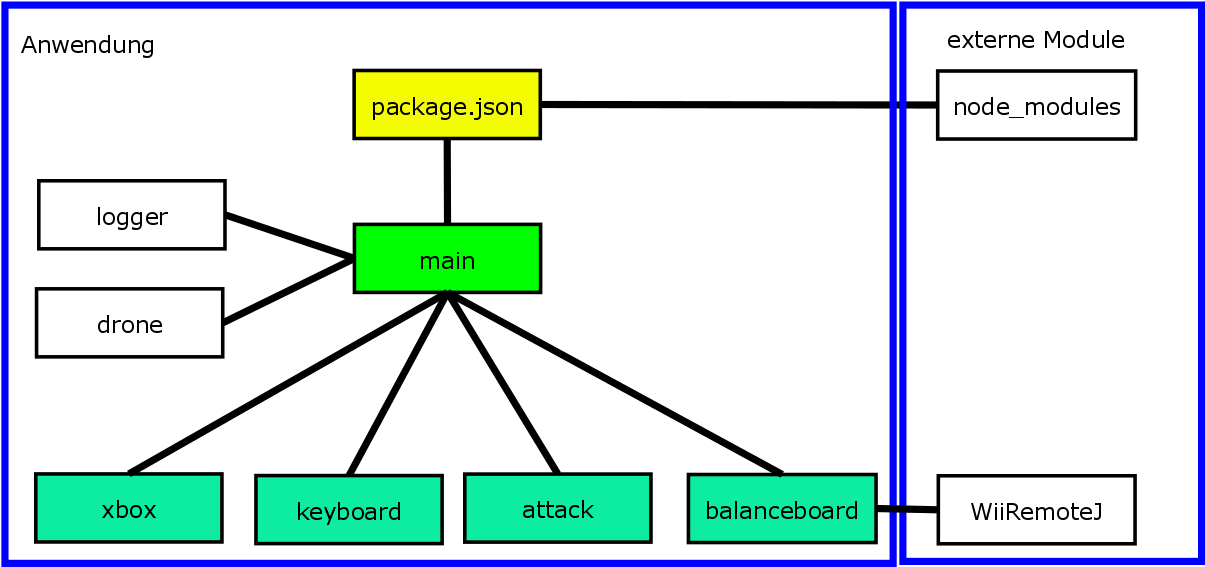 Anwendung
externe Module
package.json
node_modules
logger
main
drone
xbox
keyboard
attack
balanceboard
WiiRemoteJ